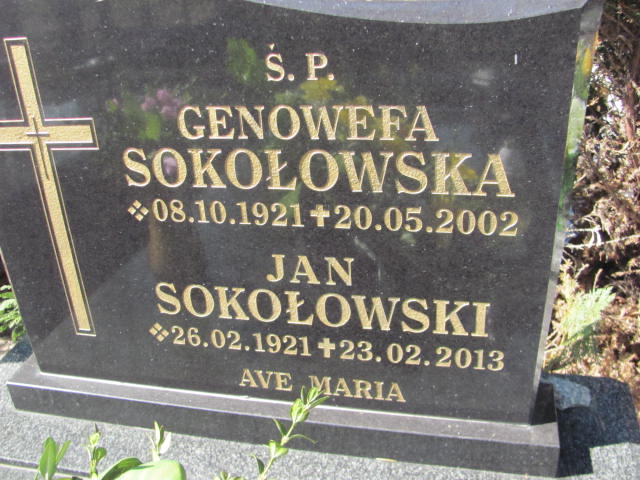 Ś. P.
GENOWEFA
SOKOŁOWSKA
❖08.10.1921✝20.05.2002
JAN
SOKOŁOWSKI
❖26.02.1921✝23.02.2013
AVE MARIA